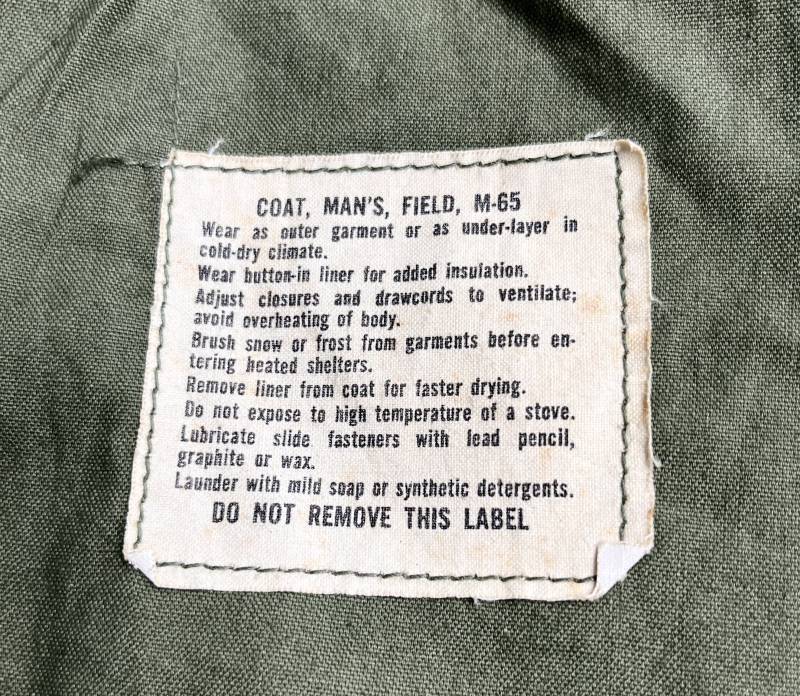 COAT, MAN'S, FIELD, M-65
Wear as outer garment or as under-layer in
cold-dry climate.
Wear button-in liner for added insulation.
Adjust closures and drawcords to ventilate;
avoid overheating of body.
Brush snow or frost from garments before en-
tering heated shelters.
Remove liner from coat for faster drying.
Do not expose to high temperature of a stove.
Lubricate slide fasteners with lead pencil,
graphite or wax.
Launder with mild soap or synthetic detergents.
DO NOT REMOVE THIS LABEL